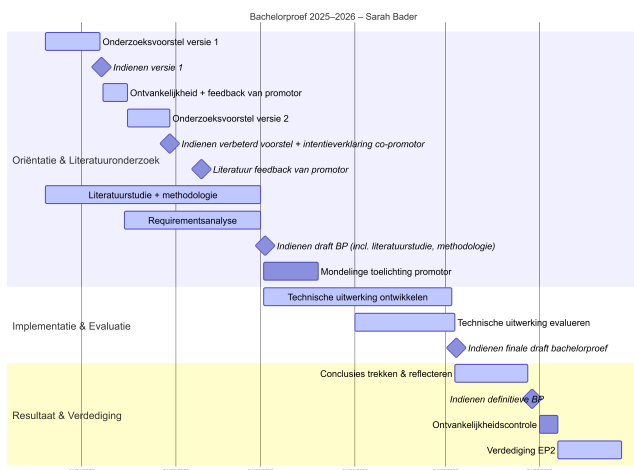 Bachelorproef 2025–2026 – Sarah Bader
Onderzoeksvoorstel versie 1
Indienen versie 1
Ontvankelijkheid + feedback van promotor
Onderzoeksvoorstel versie 2
Indienen verbeterd voorstel + intentieverklaring co-promotor
Oriëntatie & Literatuuronderzoek
Literatuur feedback van promotor
Literatuurstudie + methodologie
Requirementsanalyse
Indienen draft BP (incl. literatuurstudie, methodologie)
Mondelinge toelichting promotor
Technische uitwerking ontwikkelen
Implementatie & Evaluatie
Technische uitwerking evalueren
Indienen finale draft bachelorproef
Conclusies trekken & reflecteren
Indienen definitieve BP
Resultaat & Verdediging
Ontvankelijkheidscontrole
Verdediging EP2